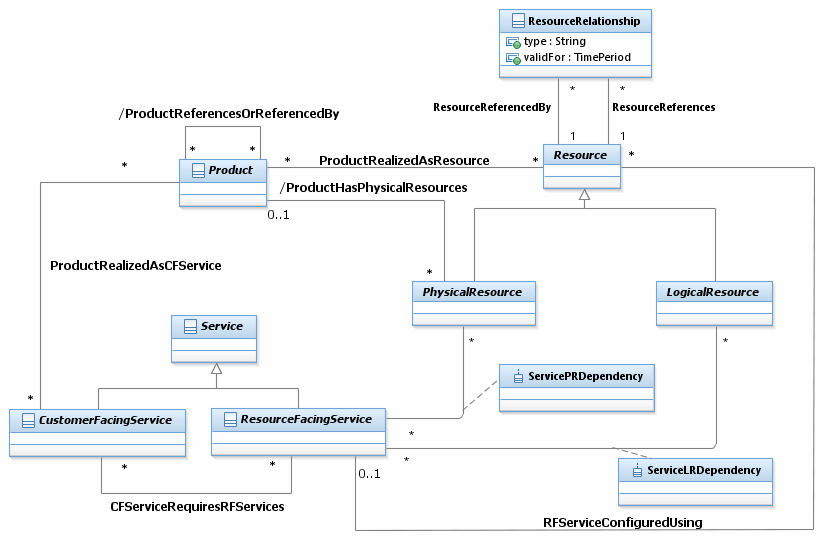 ResourceRelationship
type : String
validFor : TimePeriod
* *
ResourceReferencedBy ResourceReferences
/ProductReferencesOrReferencedBy
1 1
* *
Resource *
* Product * ProductRealizedAsResource *
/ProductHasPhysicalResources
0..1
ProductRealizedAsCFService
*
PhysicalResource LogicalResource
Service
* *
ServicePRDependency
*
CustomerFacingService ResourceFacingService
*
*
* * 0..1
ServiceLRDependency
CFServiceRequiresRFServices
RFServiceConfiguredUsing